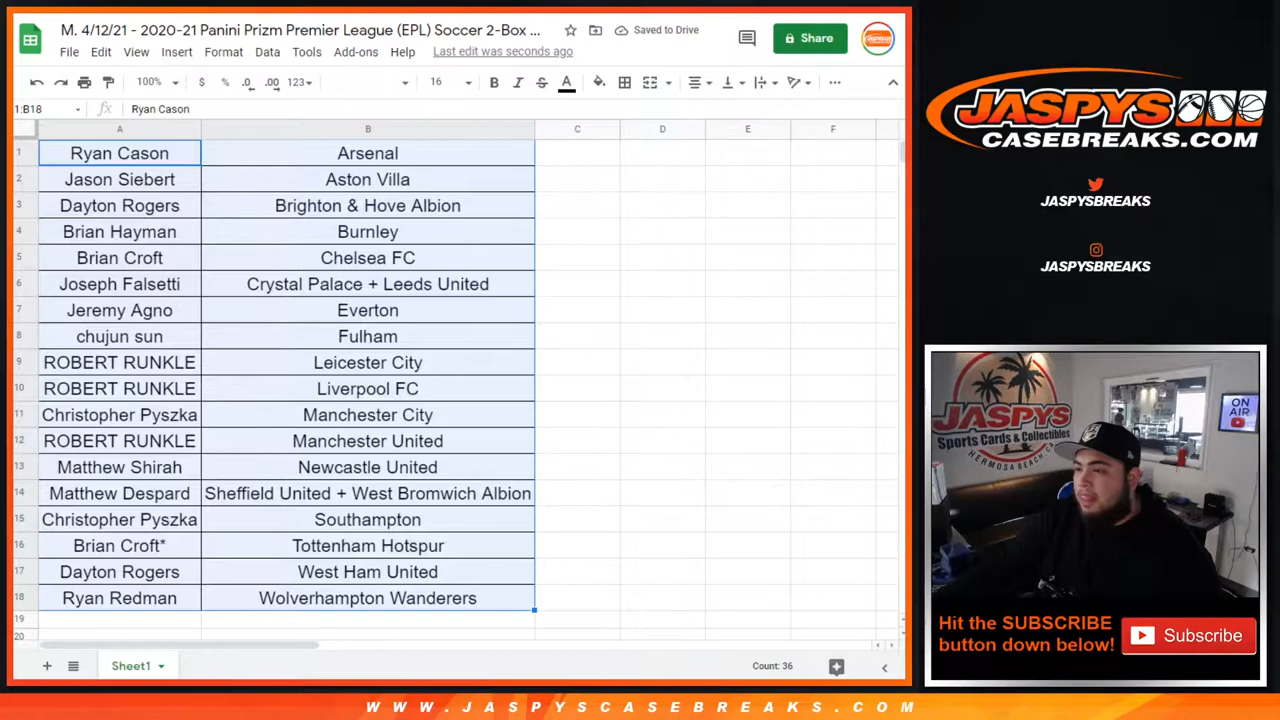 M. 4/12/21 - 2020-21 Panini Prizm Premier League (EPL) Soccer 2-Box ...
Saved to Drive
Share
File Edit View Insert Format Data Tools Add-ons Help Last edit was seconds ago
100% $ % .0 .00 123 16 B I S A
1:B18 fx Ryan Cason
A B C D E F
1 Ryan Cason Arsenal
2 Jason Siebert Aston Villa
3 Dayton Rogers Brighton & Hove Albion
4 Brian Hayman Burnley
5 Brian Croft Chelsea FC
6 Joseph Falsetti Crystal Palace + Leeds United
7 Jeremy Agno Everton
8 chujun sun Fulham
9 ROBERT RUNKLE Leicester City
10 ROBERT RUNKLE Liverpool FC
11 Christopher Pyszka Manchester City
12 ROBERT RUNKLE Manchester United
13 Matthew Shirah Newcastle United
14 Matthew Despard Sheffield United + West Bromwich Albion
15 Christopher Pyszka Southampton
16 Brian Croft* Tottenham Hotspur
17 Dayton Rogers West Ham United
18 Ryan Redman Wolverhampton Wanderers
19
20
Sheet1
Count: 36
JASPYS
CASEBREAKS.COM
JASPYSBREAKS
JASPYSBREAKS
JASPYS
Sports Cards & Collectibles
HERMOSA BEACH, CA
ON
AIR
Hit the SUBSCRIBE
button down below!
Subscribe
WWW.JASPYSCASEBREAKS.COM